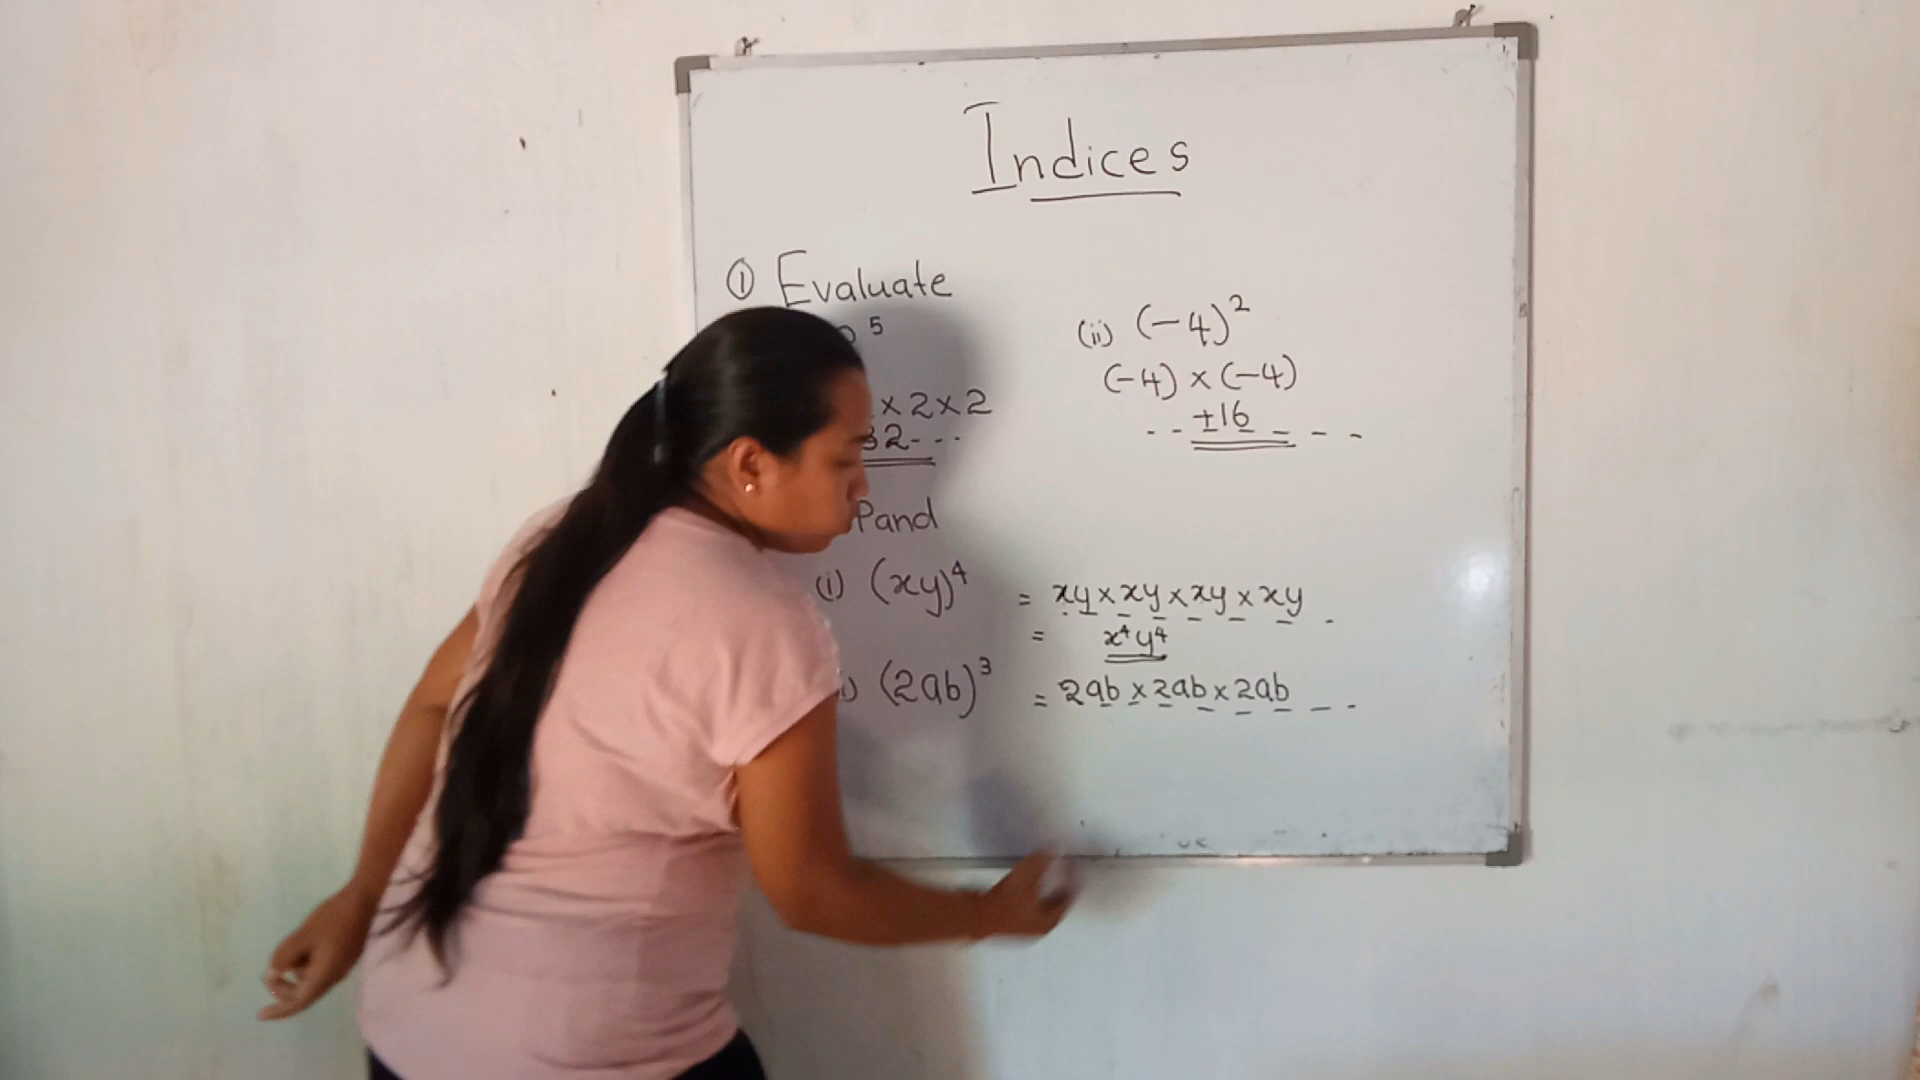 Indices
① Evaluate
5
× 2 × 2
32
(ii) (-4)²
(-4) × (-4)
+16
Pand
(i) (xy)⁴ = xy × xy × xy × xy
= x⁴y⁴
(2ab)³ = 2ab × 2ab × 2ab